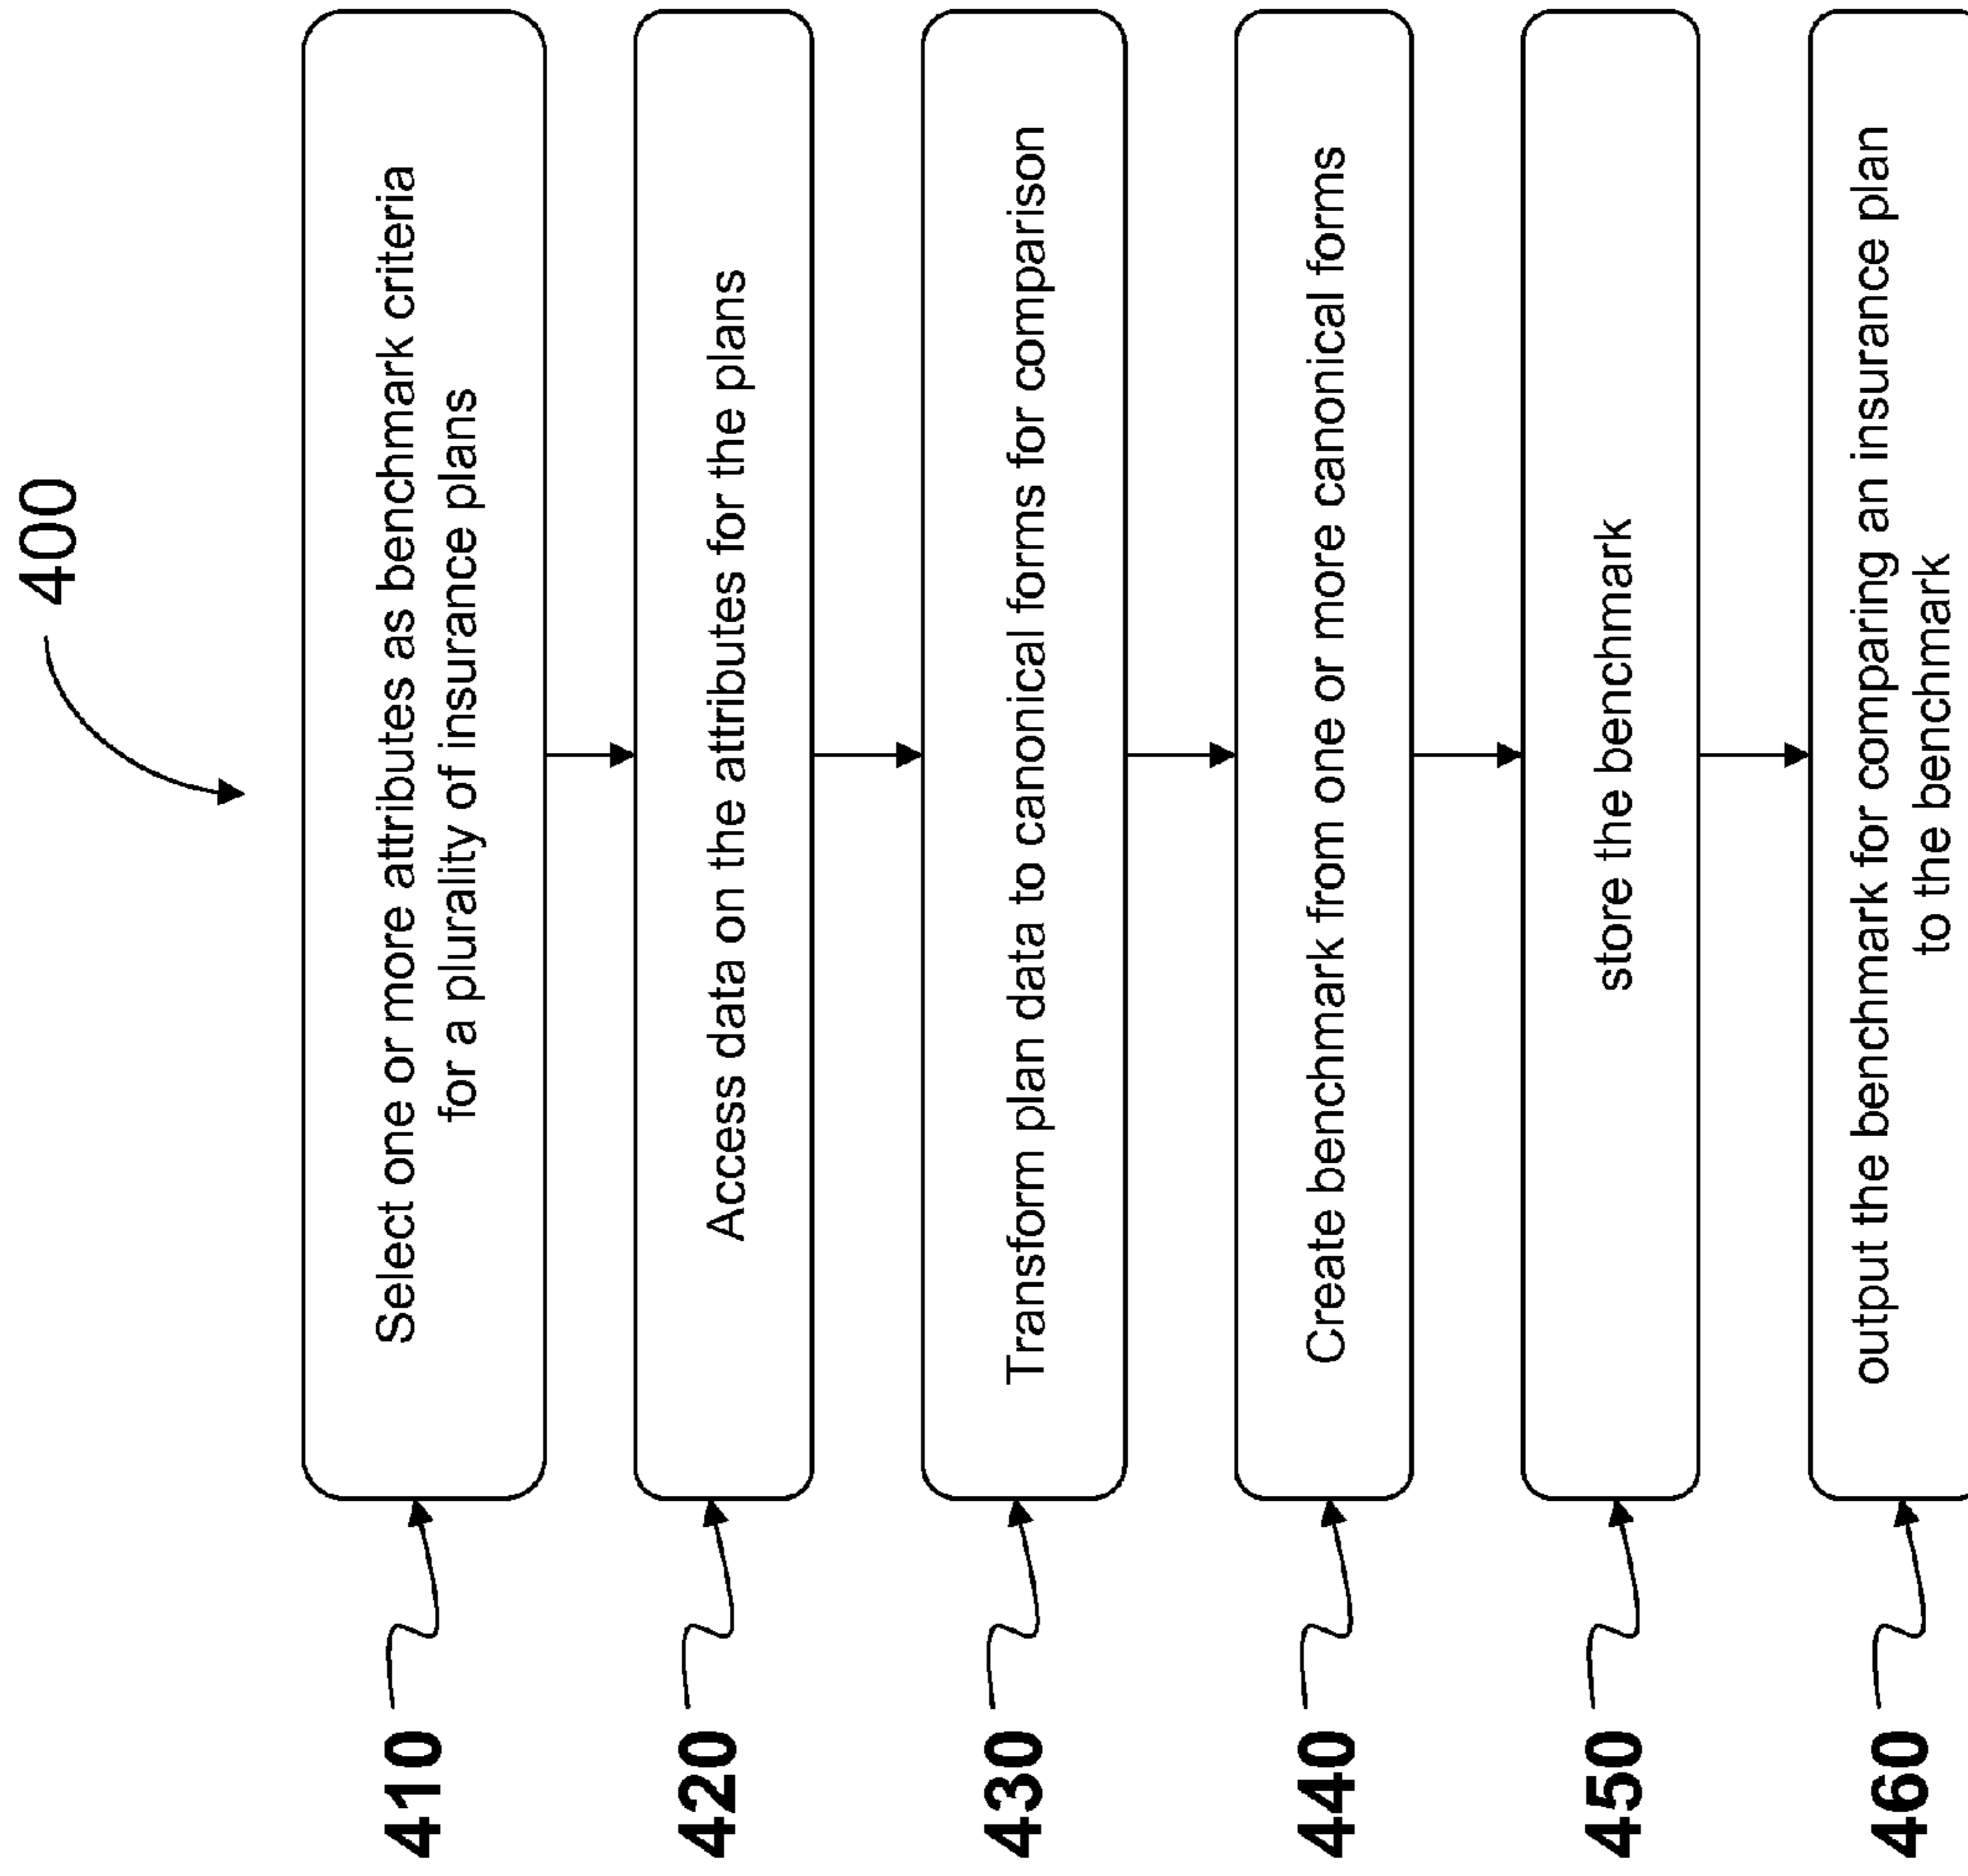 400
410
Select one or more attributes as benchmark criteria
for a plurality of insurance plans
420
Access data on the attributes for the plans
430
Transform plan data to canonical forms for comparison
440
Create benchmark from one or more canonical forms
450
store the benchmark
460
output the benchmark for comparing an insurance plan
to the benchmark